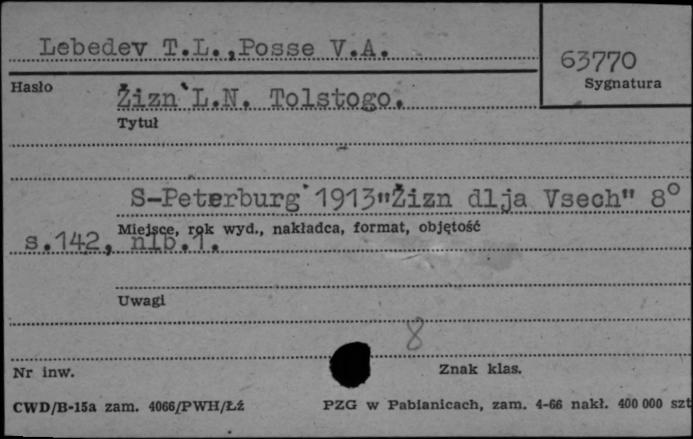 Lebedev T.L.,Posse V.A.
63770
Hasło
Sygnatura
Žizn'L.N. Tolstogo.
Tytuł
S-Peterburg'1913"Žizn dlja Vsech" 8°
Miejsce, rok wyd., nakładca, format, objętość
s.142, nlb.1.
Uwagi
8
Nr inw.
Znak klas.
CWD/B-15a zam. 4066/PWH/Łź
PZG w Pabianicach, zam. 4-66 nakł. 400 000 szt